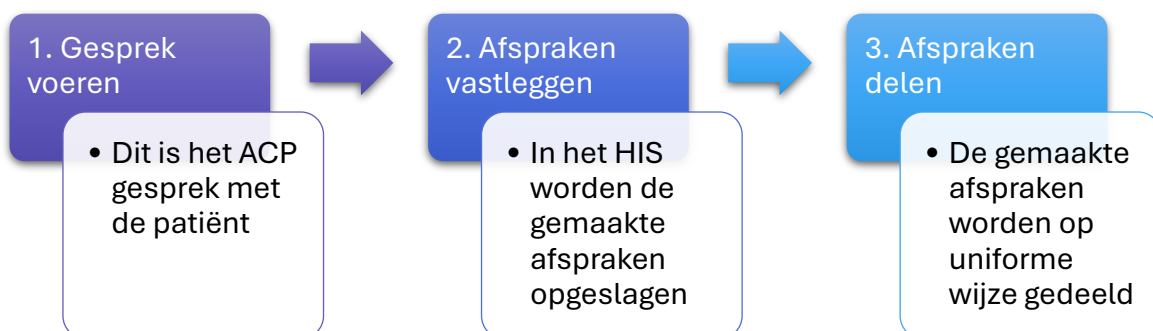 1. Gesprek
voeren
• Dit is het ACP
gesprek met
de patiënt
2. Afspraken
vastleggen
• In het HIS
worden de
gemaakte
afspraken
opgeslagen
3. Afspraken
delen
• De gemaakte
afspraken
worden op
uniforme
wijze gedeeld